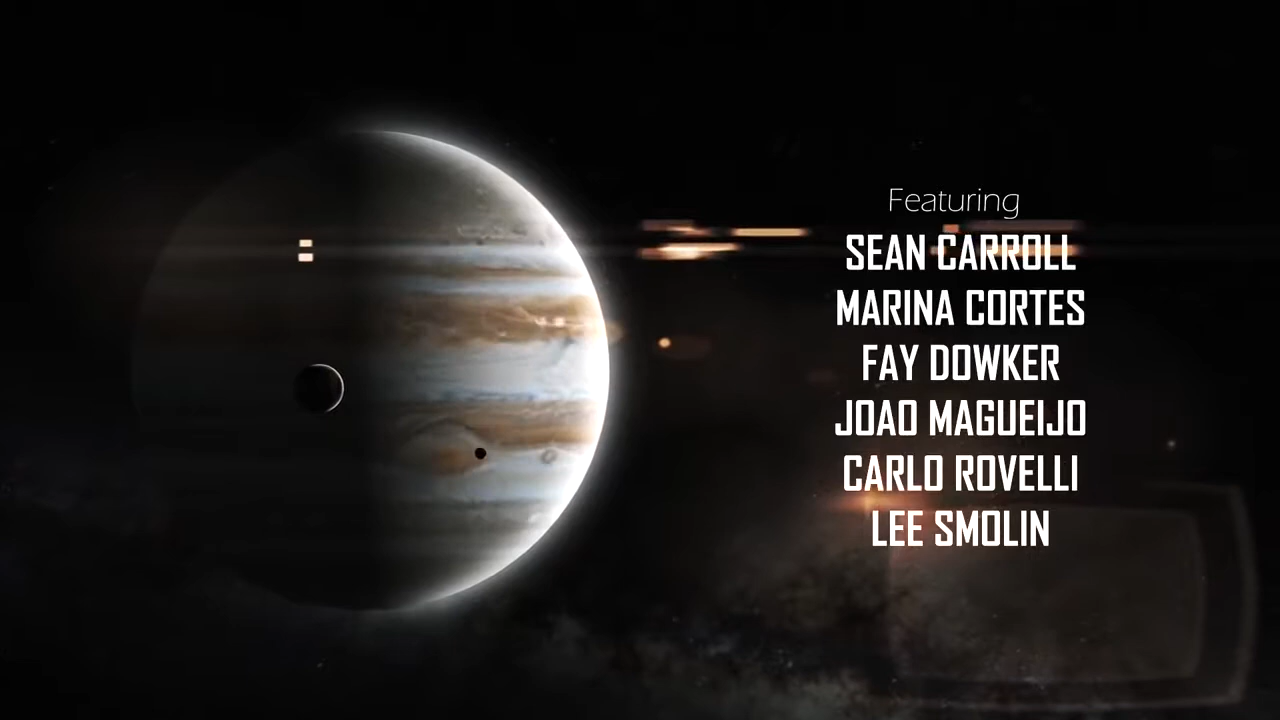 Featuring
SEAN CARROLL
MARINA CORTES
FAY DOWKER
JOAO MAGUEIJO
CARLO ROVELLI
LEE SMOLIN